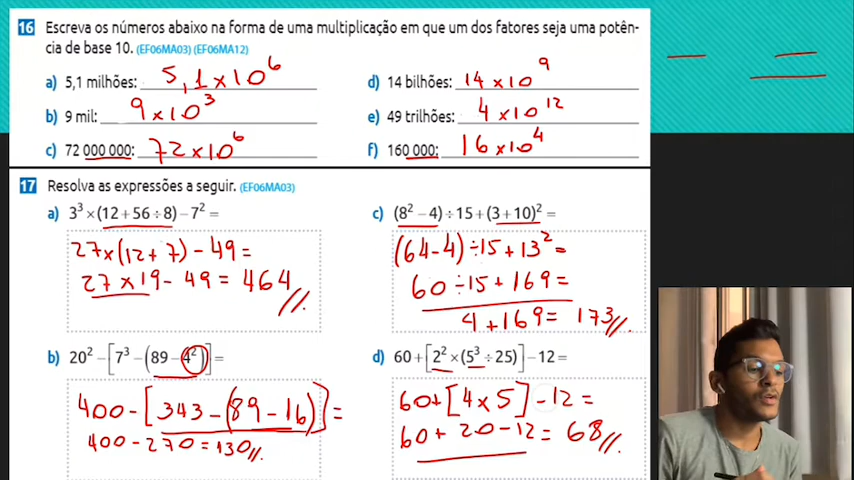 16 Escreva os números abaixo na forma de uma multiplicação em que um dos fatores seja uma potên-
cia de base 10. (EF06MA03) (EF06MA12)
a) 5,1 milhões: 5,1 × 10⁶
b) 9 mil: 9 × 10³
c) 72 000 000: 72 × 10⁶
d) 14 bilhões: 14 × 10⁹
e) 49 trilhões: 4 × 10¹²
f) 160 000: 16 × 10⁴
17 Resolva as expressões a seguir. (EF06MA03)
a) 3³ × (12 + 56 ÷ 8) − 7² =
27 × (12 + 7) − 49 =
27 × 19 − 49 = 464 //
b) 20² − [7³ − (89 − 4²)] =
400 − [343 − (89 − 16)] =
400 − 270 = 130 //
c) (8² − 4) ÷ 15 + (3 + 10)² =
(64 − 4) ÷ 15 + 13² =
60 ÷ 15 + 169 =
4 + 169 = 173 //
d) 60 + [2² × (5³ ÷ 25)] − 12 =
60 + [4 × 5] − 12 =
60 + 20 − 12 = 68 //